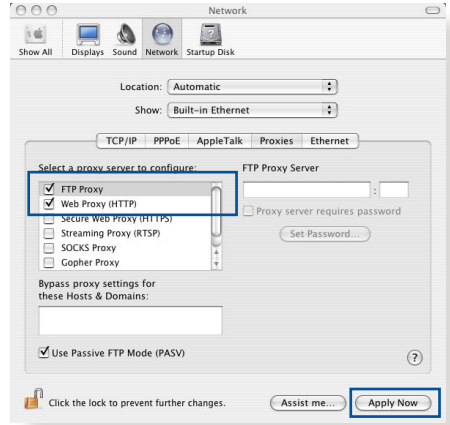 Network
Show All Displays Sound Network Startup Disk
Location: Automatic
Show: Built-in Ethernet
TCP/IP PPPoE AppleTalk Proxies Ethernet
Select a proxy server to configure: FTP Proxy Server
FTP Proxy
:
Web Proxy (HTTP)
Proxy server requires password
Secure Web Proxy (HTTPS)
Streaming Proxy (RTSP)
Set Password...
SOCKS Proxy
Gopher Proxy
Bypass proxy settings for
these Hosts & Domains:
Use Passive FTP Mode (PASV)
?
Click the lock to prevent further changes. Assist me... Apply Now